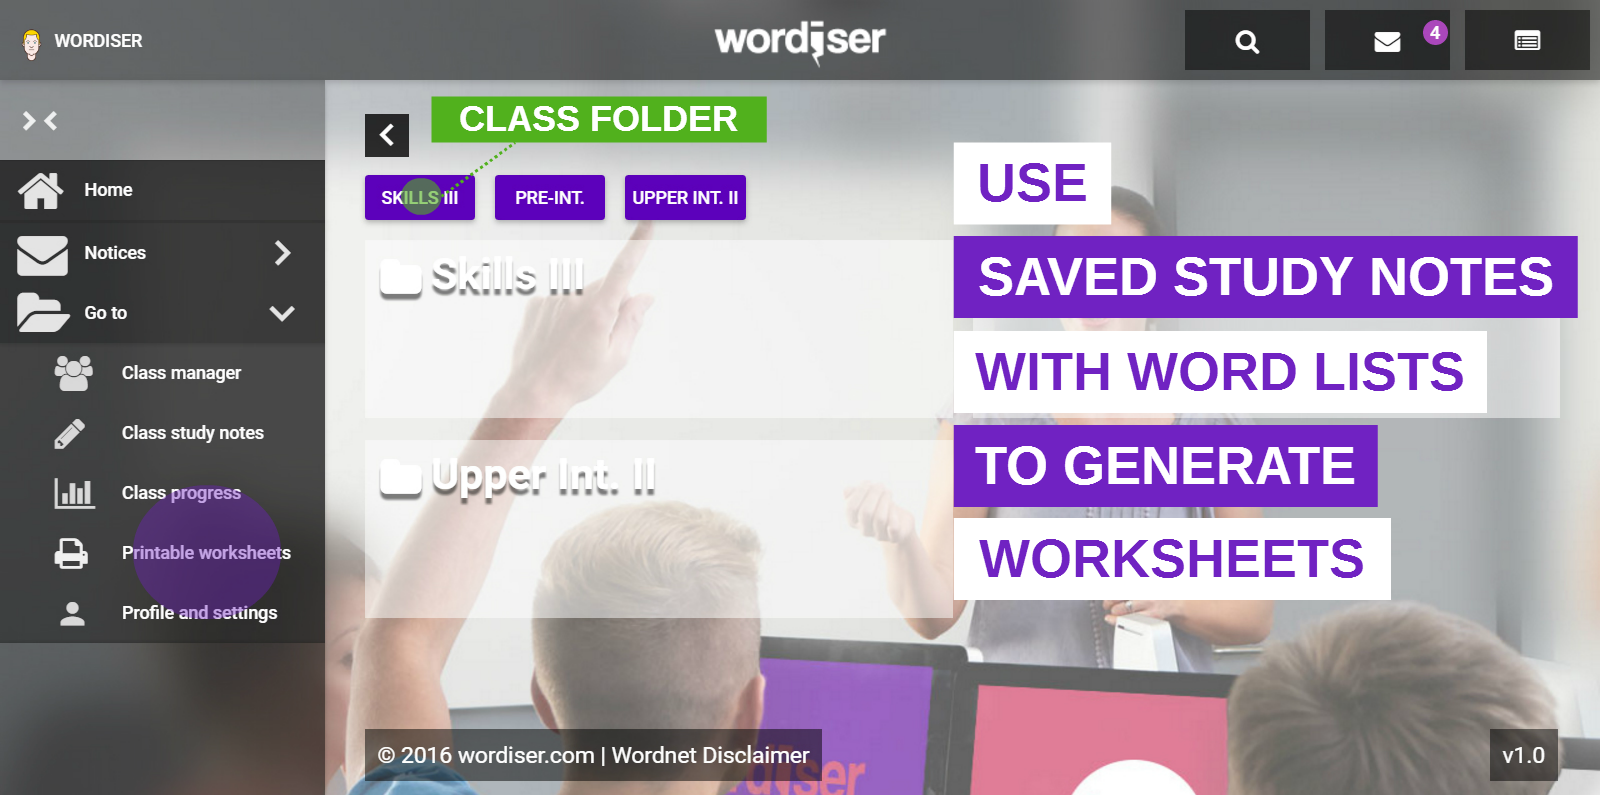 WORDISER
wordiser
4
CLASS FOLDER
SKILLS III
PRE-INT.
UPPER INT. II
Home
Notices
Go to
Class manager
Class study notes
Class progress
Printable worksheets
Profile and settings
Skills III
Upper Int. II
USE
SAVED STUDY NOTES
WITH WORD LISTS
TO GENERATE
WORKSHEETS
© 2016 wordiser.com | Wordnet Disclaimer
v1.0